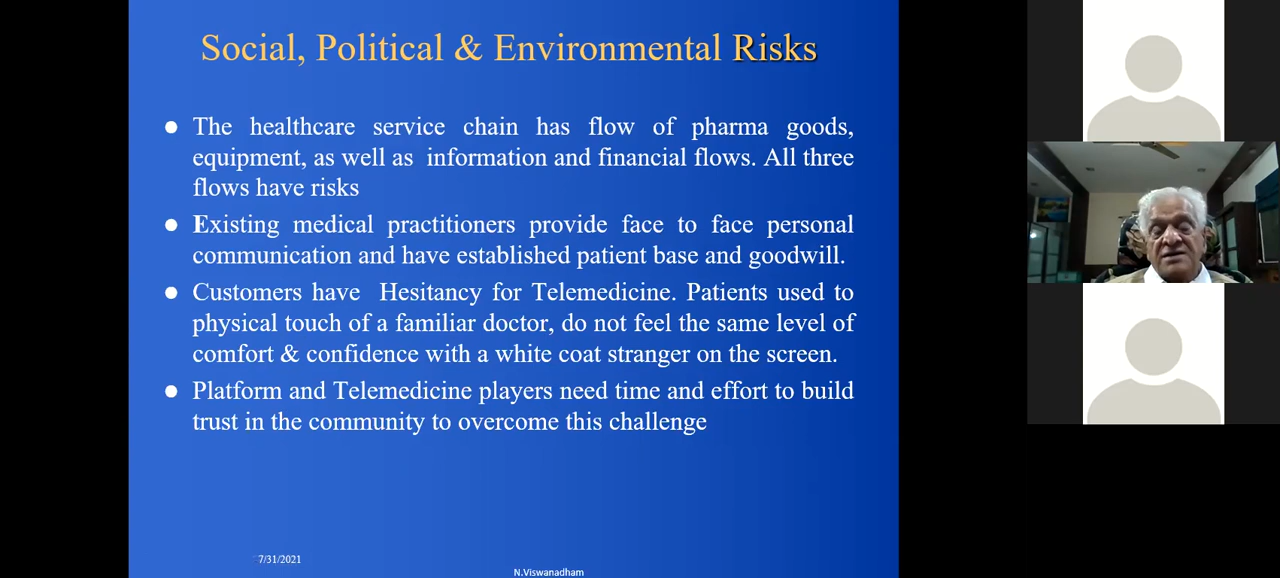 Social, Political & Environmental Risks
The healthcare service chain has flow of pharma goods,
equipment, as well as information and financial flows. All three
flows have risks
Existing medical practitioners provide face to face personal
communication and have established patient base and goodwill.
Customers have Hesitancy for Telemedicine. Patients used to
physical touch of a familiar doctor, do not feel the same level of
comfort & confidence with a white coat stranger on the screen.
Platform and Telemedicine players need time and effort to build
trust in the community to overcome this challenge
7/31/2021
N.Viswanadham